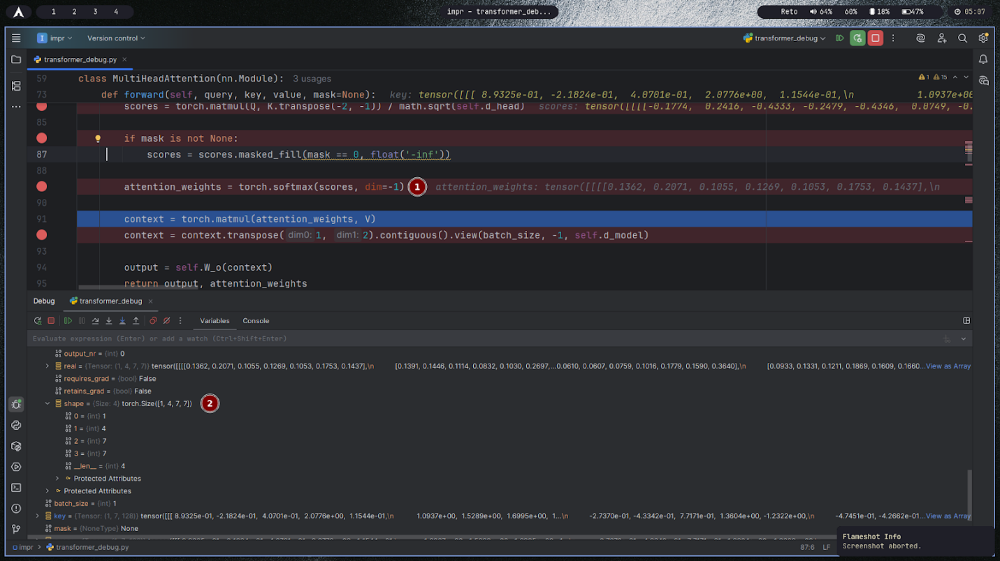 1 2 3 4
impr - transformer_deb...
Reto 64% 60% 18% 47% 05:07
I impr Version control
transformer_debug
transformer_debug.py ×
59 class MultiHeadAttention(nn.Module): 3 usages
1 15
73 def forward(self, query, key, value, mask=None): key: tensor([[[ 8.9325e-01, -2.1824e-01, 4.0701e-01, 2.0776e+00, 1.1544e-01,\n 1.0937e+00
scores = torch.matmul(Q, K.transpose(-2, -1)) / math.sqrt(self.d_head) scores: tensor([[[[-0.1774, 0.2416, -0.4333, -0.2479, -0.4346, 0.0749, -0.
85
if mask is not None:
87 scores = scores.masked_fill(mask == 0, float('-inf'))
88
attention_weights = torch.softmax(scores, dim=-1) 1 attention_weights: tensor([[[[0.1362, 0.2071, 0.1055, 0.1269, 0.1053, 0.1753, 0.1437],\n
90
91 context = torch.matmul(attention_weights, V)
context = context.transpose( dim0: 1, dim1: 2).contiguous().view(batch_size, -1, self.d_model)
93
94 output = self.W_o(context)
95 return output, attention_weights
Debug transformer_debug ×
Variables Console
Evaluate expression (Enter) or add a watch (Ctrl+Shift+Enter)
output_nr = {int} 0
real = {Tensor: (1, 4, 7, 7)} tensor([[[[0.1362, 0.2071, 0.1055, 0.1269, 0.1053, 0.1753, 0.1437],\n [0.1391, 0.1446, 0.1114, 0.0832, 0.1030, 0.2697,...0.0610, 0.0607, 0.0759, 0.1016, 0.1779, 0.1590, 0.3640],\n [0.0933, 0.1331, 0.1211, 0.1869, 0.1609, 0.1660...View as Array
requires_grad = {bool} False
retains_grad = {bool} False
shape = {Size: 4} torch.Size([1, 4, 7, 7]) 2
0 = {int} 1
1 = {int} 4
2 = {int} 7
3 = {int} 7
__len__ = {int} 4
Protected Attributes
Protected Attributes
batch_size = {int} 1
key = {Tensor: (1, 7, 128)} tensor([[[ 8.9325e-01, -2.1824e-01, 4.0701e-01, 2.0776e+00, 1.1544e-01,\n 1.0937e+00, 1.5289e+00, 1.6995e+00, 1...\n -2.7370e-01, -4.3342e-01, 7.7171e-01, 1.3604e+00, -1.2322e+00,\n -4.7451e-01, -4.2662e-01...View as Array
mask = {NoneType} None
Flameshot Info
Screenshot aborted.
impr > transformer_debug.py
87:6 LF